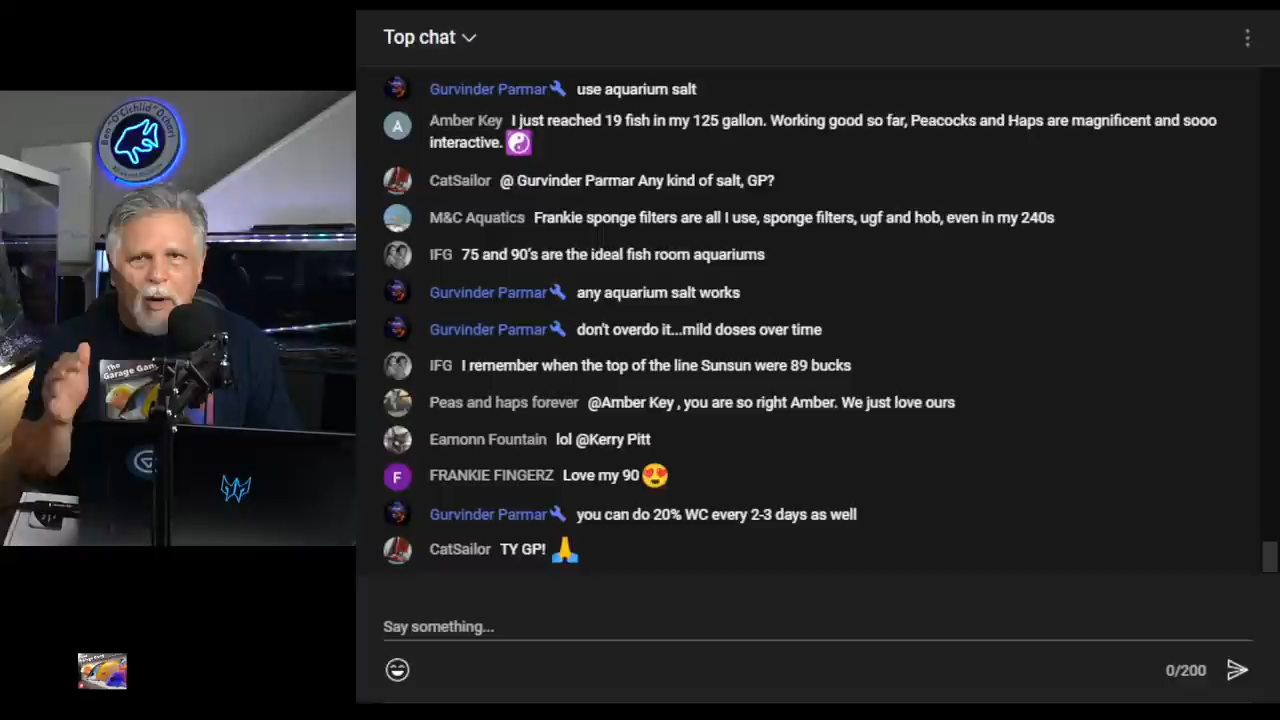 Top chat
Gurvinder Parmar use aquarium salt
A Amber Key I just reached 19 fish in my 125 gallon. Working good so far, Peacocks and Haps are magnificent and sooo
interactive.
CatSailor @ Gurvinder Parmar Any kind of salt, GP?
M&C Aquatics Frankie sponge filters are all I use, sponge filters, ugf and hob, even in my 240s
IFG 75 and 90's are the ideal fish room aquariums
Gurvinder Parmar any aquarium salt works
Gurvinder Parmar don't overdo it...mild doses over time
IFG I remember when the top of the line Sunsun were 89 bucks
Peas and haps forever @Amber Key , you are so right Amber. We just love ours
Eamonn Fountain lol @Kerry Pitt
F FRANKIE FINGERZ Love my 90 😍
Gurvinder Parmar you can do 20% WC every 2-3 days as well
CatSailor TY GP! 🙏
Say something...
0/200
The
Garage Gan